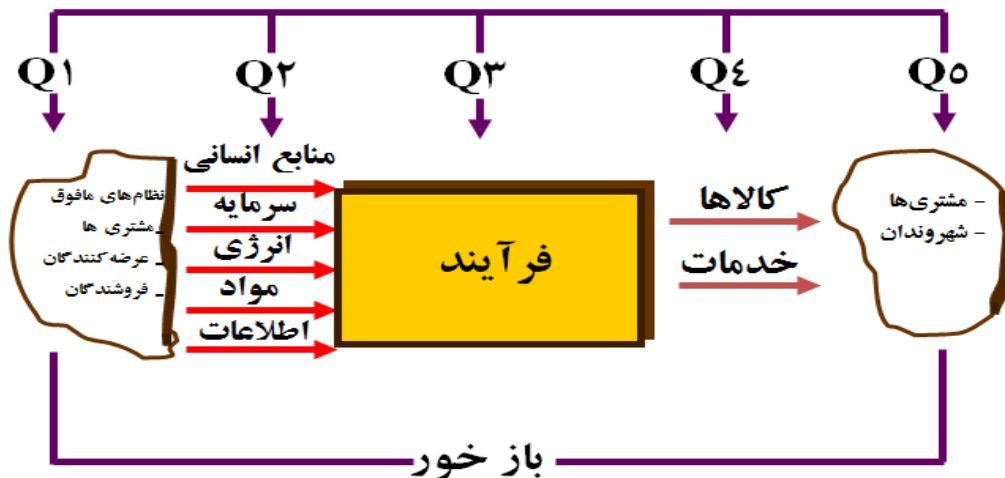 Q۱
Q۲
Q۳
Q٤
Q٥
نظام‌های مافوق
ـ مشتری ها
ـ عرضه‌کنندگان
ـ فروشندگان
منابع انسانی
سرمایه
انرژی
مواد
اطلاعات
فرآیند
کالاها
خدمات
– مشتری‌ها
– شهروندان
باز خور